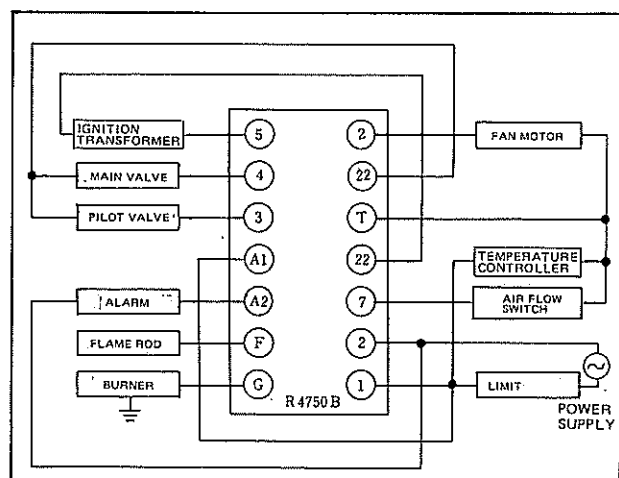 IGNITION
TRANSFORMER
5
2
FAN MOTOR
MAIN VALVE
4
22
PILOT VALVE
3
T
A1
22
TEMPERATURE
CONTROLLER
ALARM
A2
7
AIR FLOW
SWITCH
FLAME ROD
F
2
BURNER
G
1
LIMIT
R4750B
POWER
SUPPLY